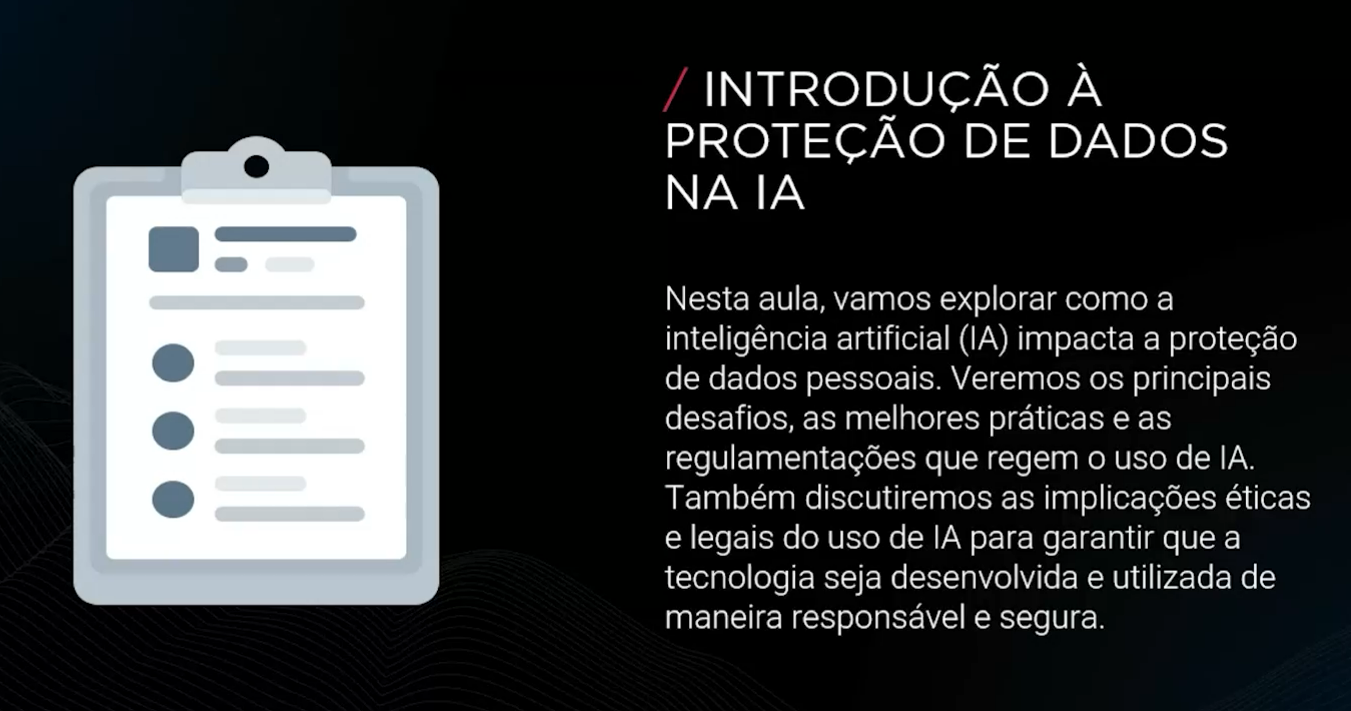 / INTRODUÇÃO À
PROTEÇÃO DE DADOS
NA IA
Nesta aula, vamos explorar como a
inteligência artificial (IA) impacta a proteção
de dados pessoais. Veremos os principais
desafios, as melhores práticas e as
regulamentações que regem o uso de IA.
Também discutiremos as implicações éticas
e legais do uso de IA para garantir que a
tecnologia seja desenvolvida e utilizada de
maneira responsável e segura.